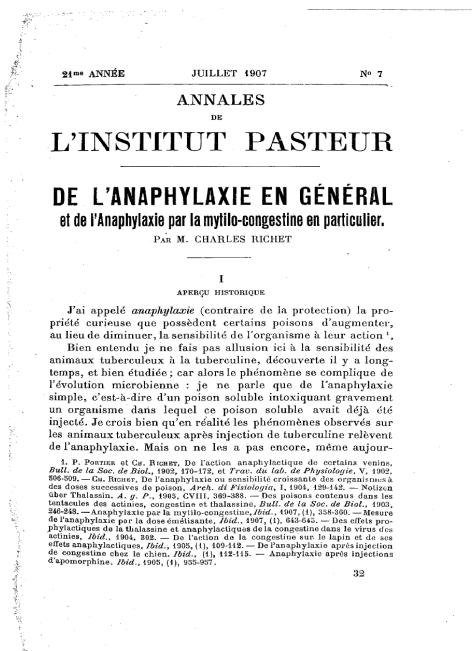 21me ANNÉE JUILLET 1907 No 7
ANNALES
DE
L'INSTITUT PASTEUR
DE L'ANAPHYLAXIE EN GÉNÉRAL
et de l'Anaphylaxie par la mytilo-congestine en particulier.
PAR M. CHARLES RICHET
I
APERÇU HISTORIQUE
J'ai appelé anaphylaxie (contraire de la protection) la pro-
priété curieuse que possèdent certains poisons d'augmenter,
au lieu de diminuer, la sensibilité de l'organisme à leur action 1.
Bien entendu je ne fais pas allusion ici à la sensibilité des
animaux tuberculeux à la tuberculine, découverte il y a long-
temps, et bien étudiée ; car alors le phénomène se complique de
l'évolution microbienne : je ne parle que de l'anaphylaxie
simple, c'est-à-dire d'un poison soluble intoxiquant gravement
un organisme dans lequel ce poison soluble avait déjà été
injecté. Je crois bien qu'en réalité les phénomènes observés sur
les animaux tuberculeux après injection de tuberculine relèvent
de l'anaphylaxie. Mais on ne les a pas encore, même aujour-
1. P. PORTIER et CH. RICHET, De l'action anaphylactique de certains venins,
Bull. de la Soc. de Biol., 1902, 170-172, et Trav. du lab. de Physiologie, V, 1902,
506-509. — CH. RICHET, De l'anaphylaxie ou sensibilité croissante des organismes à
des doses successives de poison, Arch. di Fisiologia, I, 1904, 129-142. — Notizen
über Thalassin. A. g. P., 1905, CVIII, 369-388. — Des poisons contenus dans les
tentacules des actinies, congestine et thalassine, Bull. de la Soc. de Biol., 1903,
246-248. — Anaphylaxie par la mytilo-congestine, Ibid., 1907, (1), 358-360. — Mesure
de l'anaphylaxie par la dose émétisante, Ibid., 1907, (1), 643-645. — Des effets pro-
phylactiques de la thalassine et anaphylactiques de la congestine dans le virus des
actinies, Ibid., 1904, 302. — De l'action de la congestine sur le lapin et de ses
effets anaphylactiques, Ibid., 1905, (1), 109-112. — De l'anaphylaxie après injection
de congestine chez le chien. Ibid., (1), 112-115. — Anaphylaxie après injections
d'apomorphine. Ibid., 1905, (1), 955-957.
32